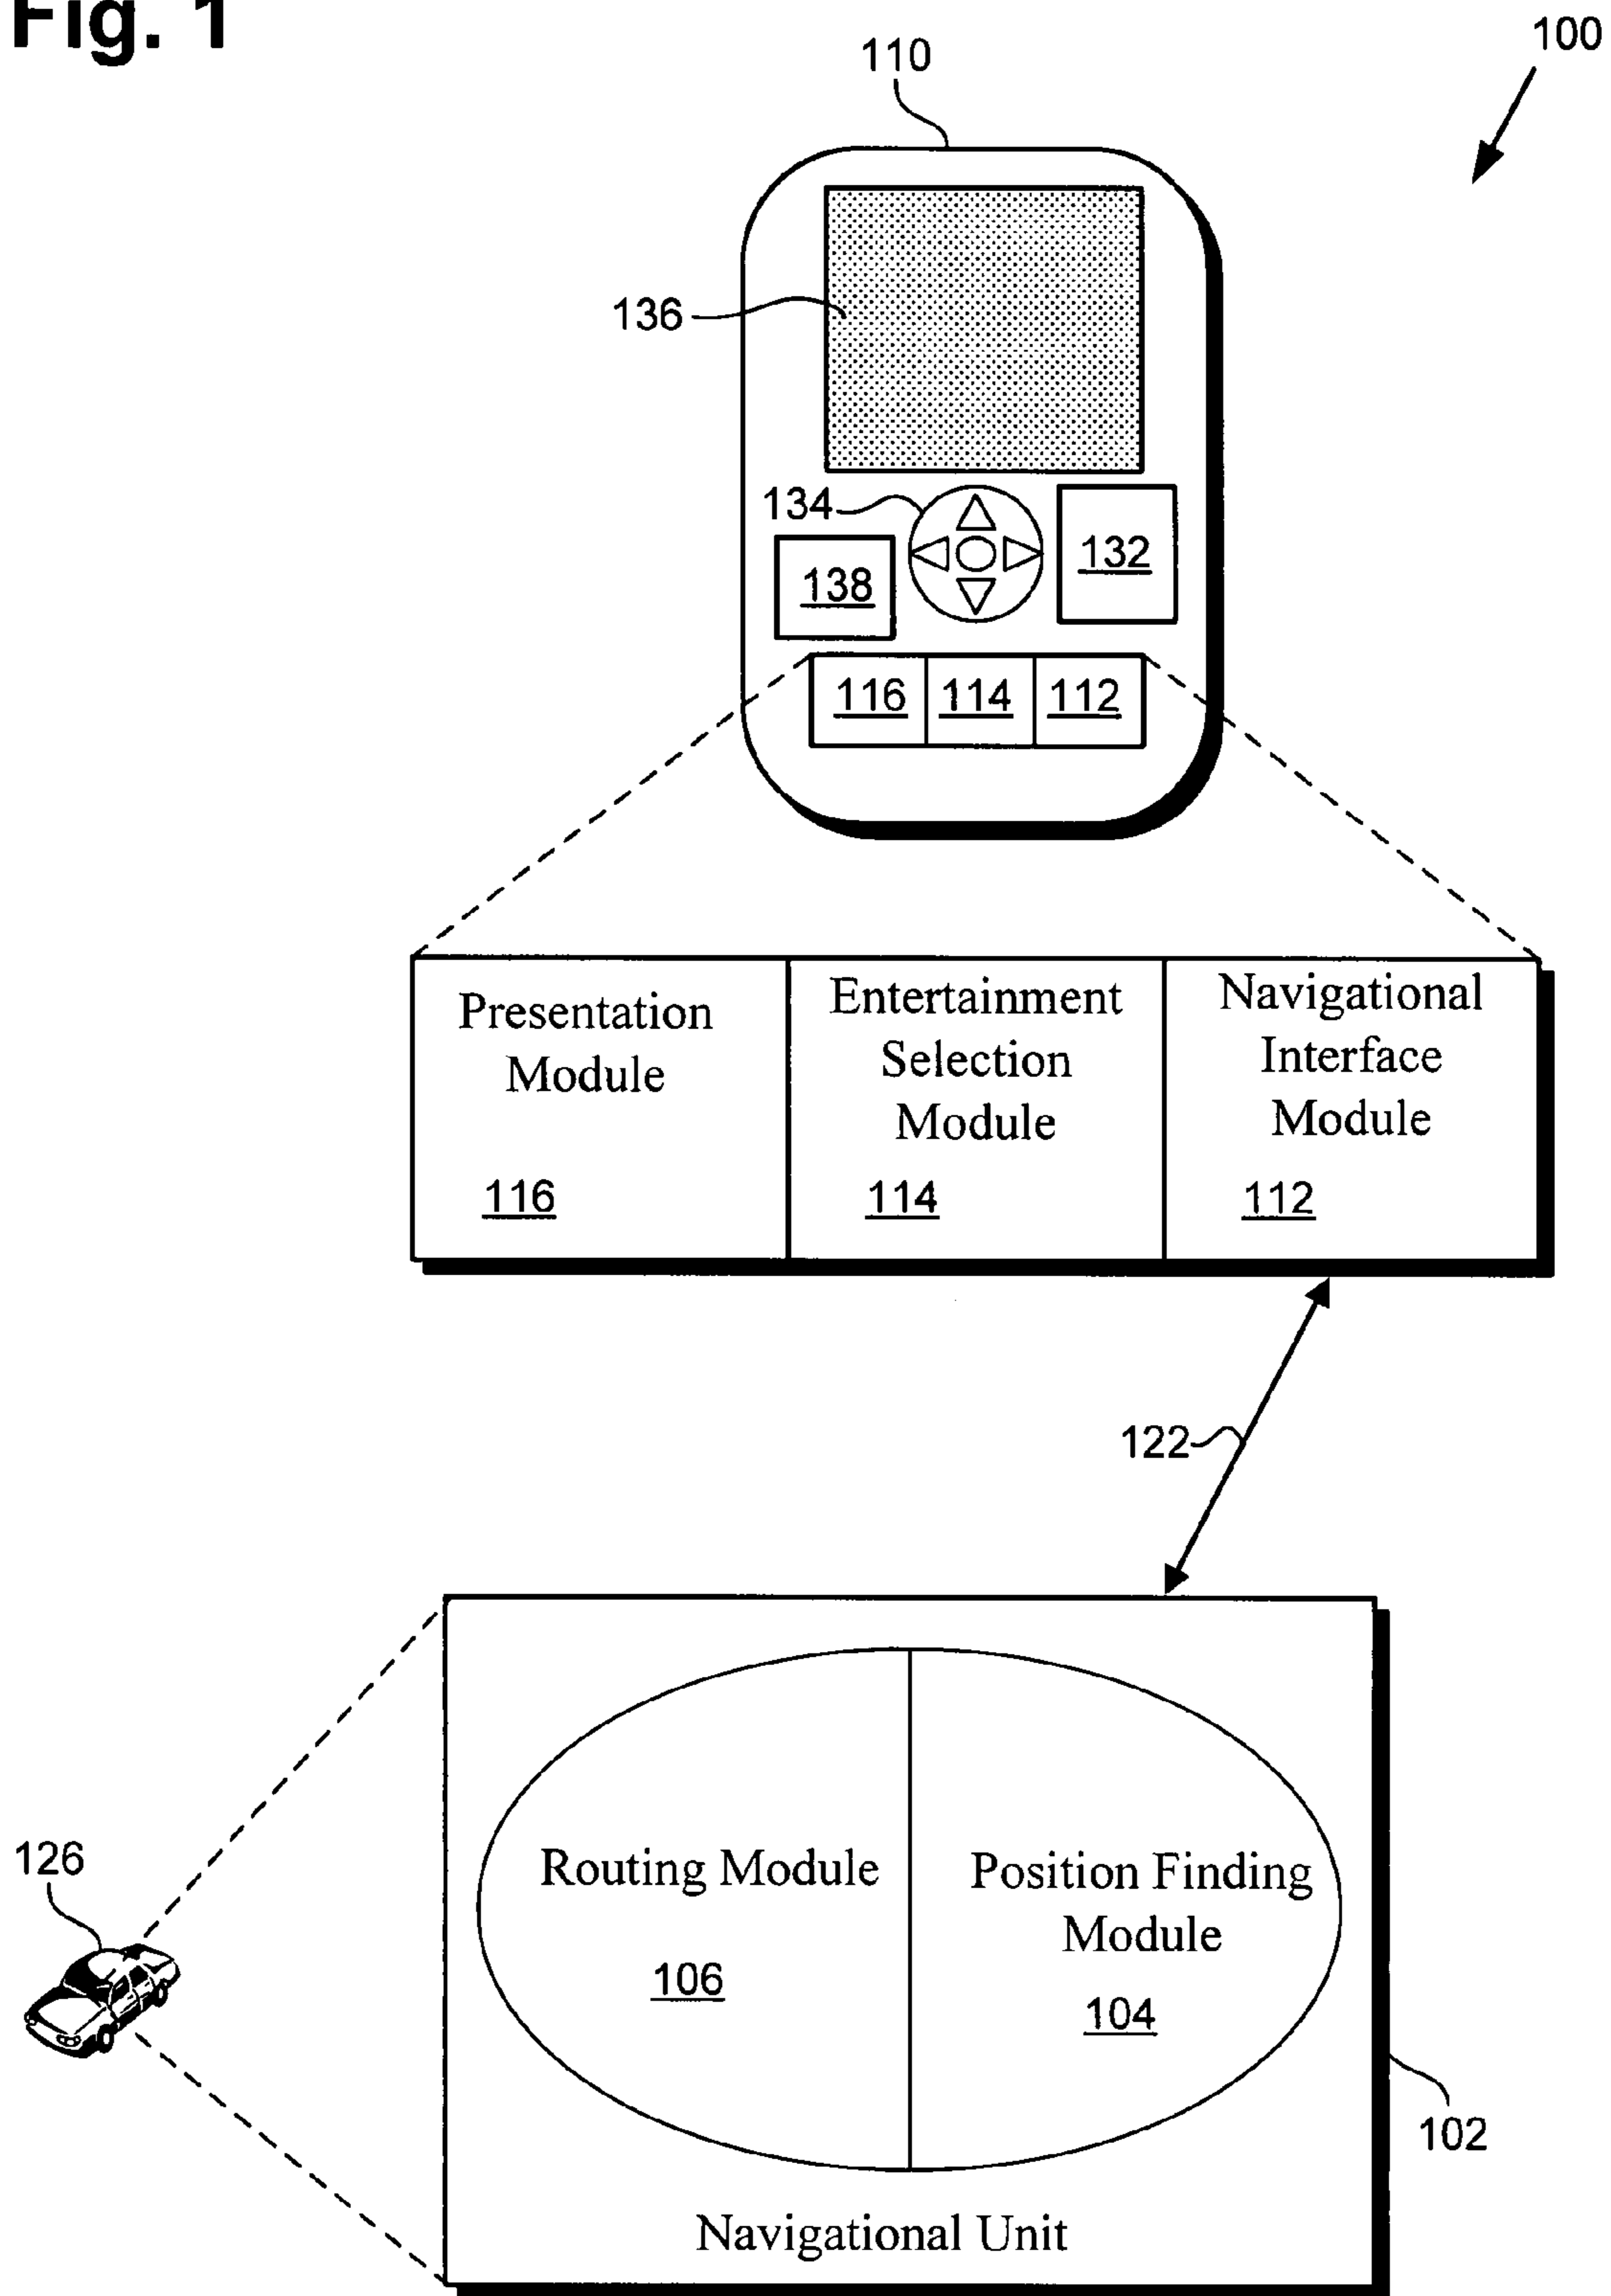 Fig. 1
100
110
136
134
132
138
116 114 112
Presentation
Module
116
Entertainment
Selection
Module
114
Navigational
Interface
Module
112
122
126
Routing Module
106
Position Finding
Module
104
102
Navigational Unit